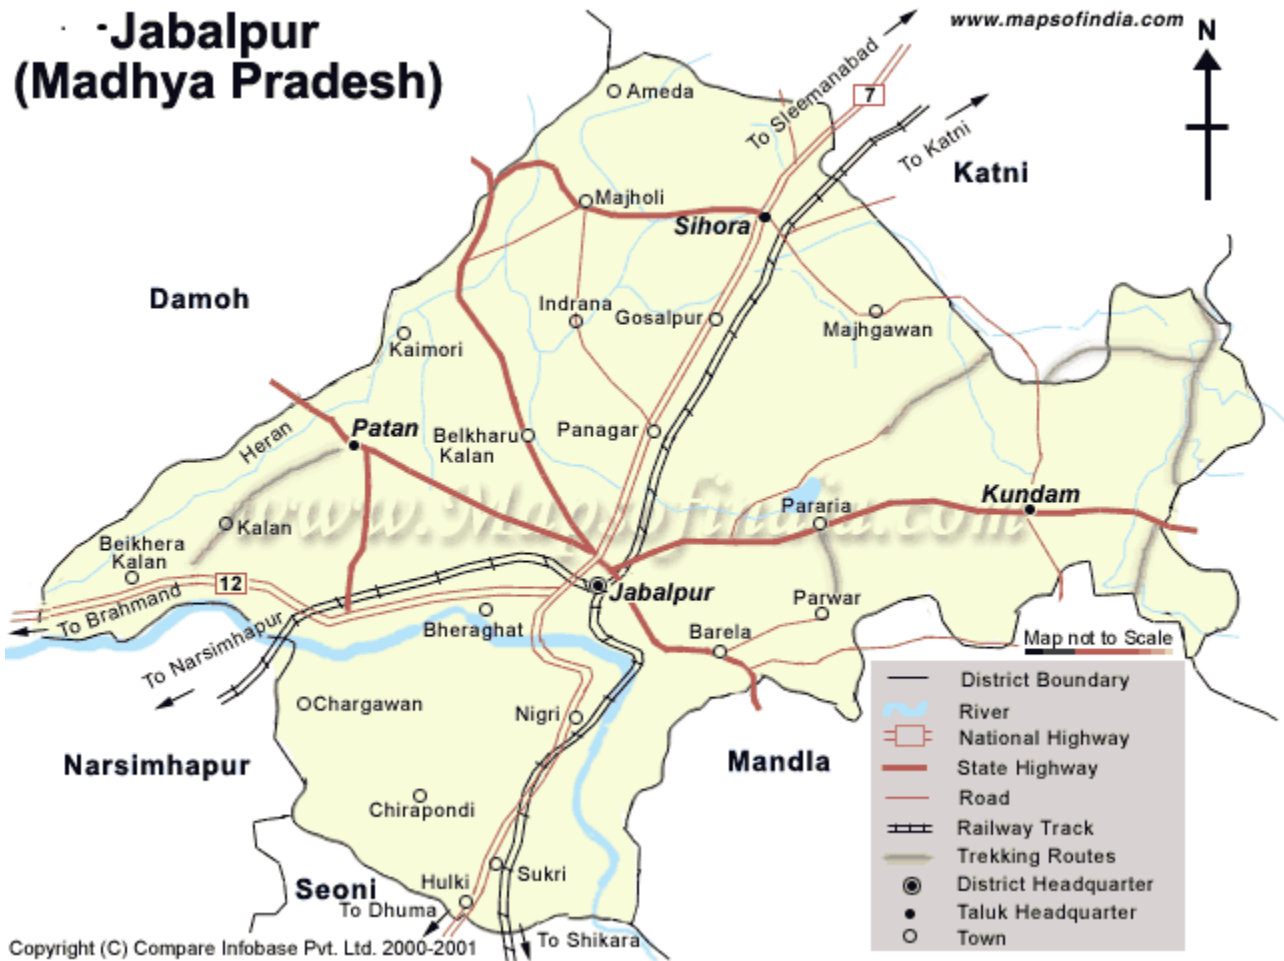 Jabalpur
(Madhya Pradesh)
www.mapsofindia.com
N
To Sleemanabad
7
To Katni
Katni
Ameda
Majholi
Sihora
Damoh
Indrana
Gosalpur
Majhgawan
Kaimori
Heran
Patan
Belkharu
Kalan
Panagar
www.Mapsofindia.com
Kundam
Pararia
Kalan
Beikhera
Kalan
12
To Brahmand
Jabalpur
Parwar
Bheraghat
Barela
To Narsimhapur
Map not to Scale
Chargawan
Nigri
Narsimhapur
Mandla
Chirapondi
Sukri
Hulki
Seoni
To Dhuma
To Shikara
District Boundary
River
National Highway
State Highway
Road
Railway Track
Trekking Routes
District Headquarter
Taluk Headquarter
Town
Copyright (C) Compare Infobase Pvt. Ltd. 2000-2001